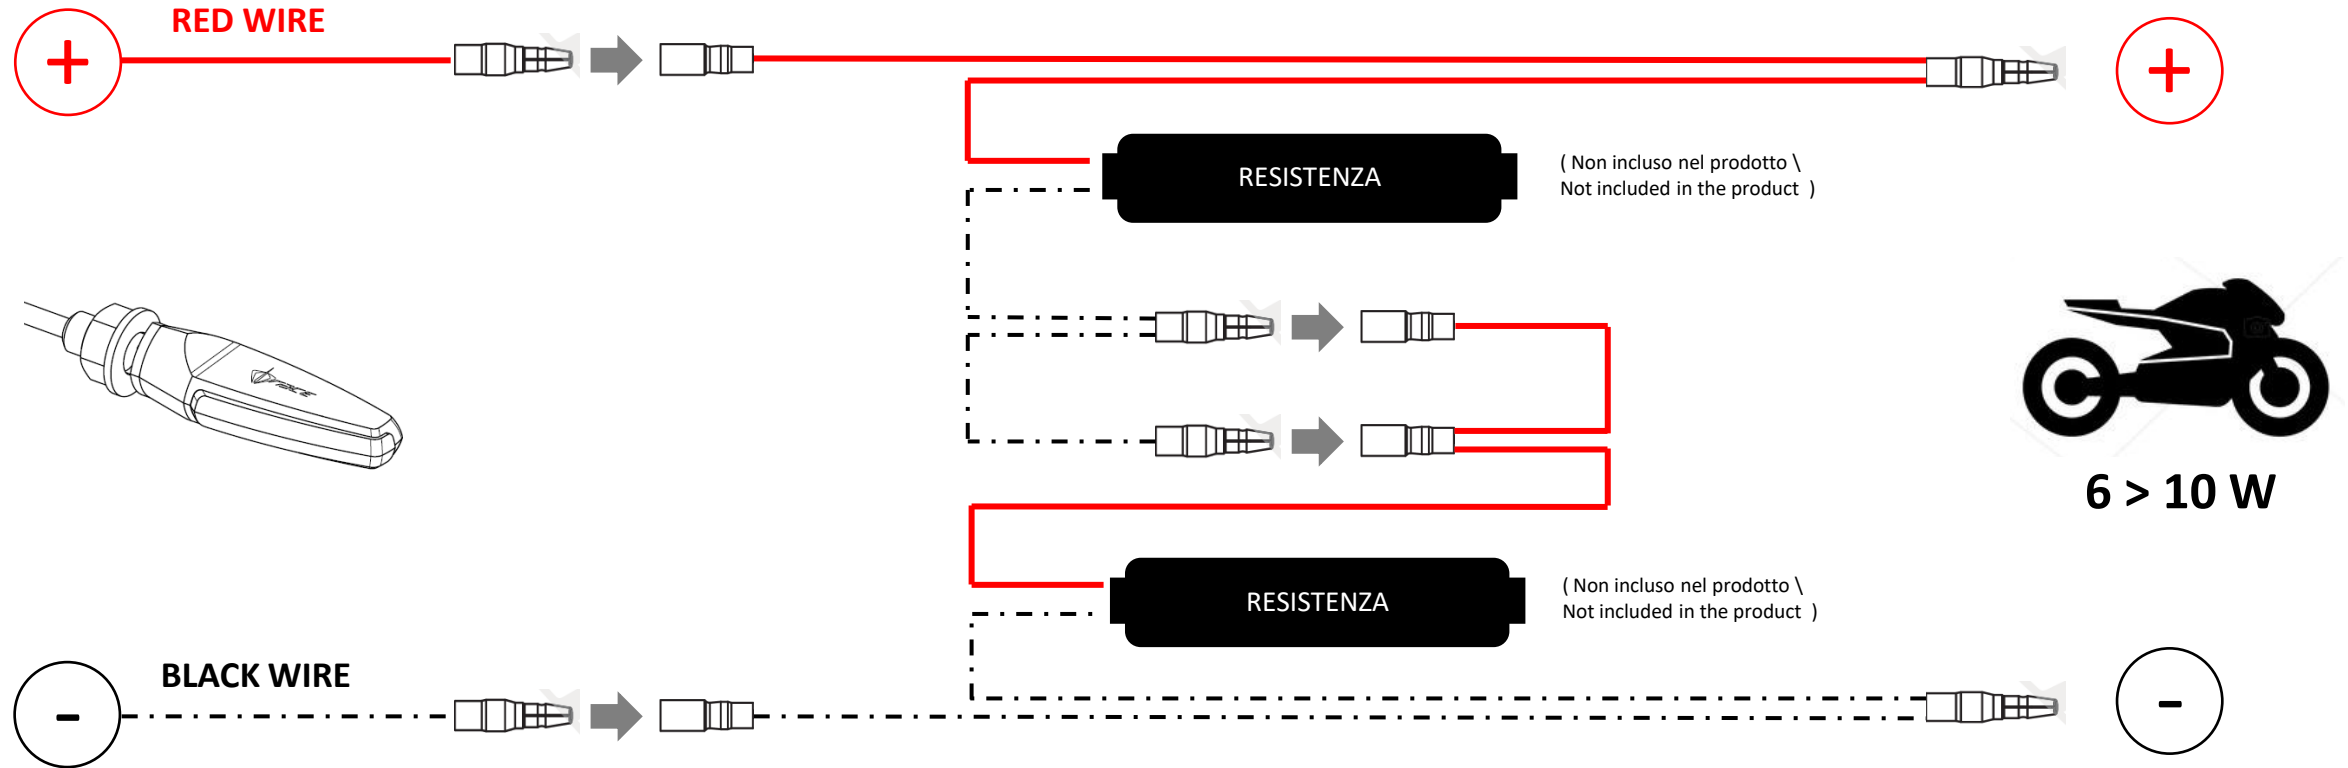 RED WIRE
+
+
RESISTENZA
( Non incluso nel prodotto \
Not included in the product )
6 > 10 W
RESISTENZA
( Non incluso nel prodotto \
Not included in the product )
BLACK WIRE
-
-